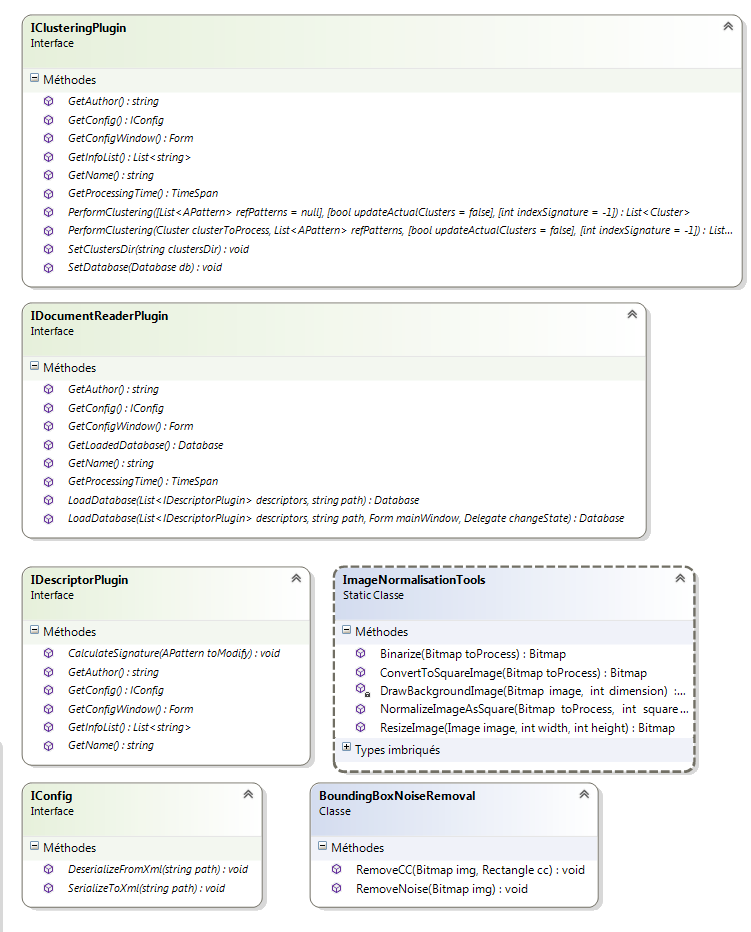 IClusteringPlugin
Interface
Méthodes
GetAuthor() : string
GetConfig() : IConfig
GetConfigWindow() : Form
GetInfoList() : List<string>
GetName() : string
GetProcessingTime() : TimeSpan
PerformClustering([List<APattern> refPatterns = null], [bool updateActualClusters = false], [int indexSignature = -1]) : List<Cluster>
PerformClustering(Cluster clusterToProcess, List<APattern> refPatterns, [bool updateActualClusters = false], [int indexSignature = -1]) : List...
SetClustersDir(string clustersDir) : void
SetDatabase(Database db) : void
IDocumentReaderPlugin
Interface
Méthodes
GetAuthor() : string
GetConfig() : IConfig
GetConfigWindow() : Form
GetLoadedDatabase() : Database
GetName() : string
GetProcessingTime() : TimeSpan
LoadDatabase(List<IDescriptorPlugin> descriptors, string path) : Database
LoadDatabase(List<IDescriptorPlugin> descriptors, string path, Form mainWindow, Delegate changeState) : Database
IDescriptorPlugin
Interface
Méthodes
CalculateSignature(APattern toModify) : void
GetAuthor() : string
GetConfig() : IConfig
GetConfigWindow() : Form
GetInfoList() : List<string>
GetName() : string
ImageNormalisationTools
Static Classe
Méthodes
Binarize(Bitmap toProcess) : Bitmap
ConvertToSquareImage(Bitmap toProcess) : Bitmap
DrawBackgroundImage(Bitmap image, int dimension) :...
NormalizeImageAsSquare(Bitmap toProcess, int square...
ResizeImage(Image image, int width, int height) : Bitmap
Types imbriqués
IConfig
Interface
Méthodes
DeserializeFromXml(string path) : void
SerializeToXml(string path) : void
BoundingBoxNoiseRemoval
Classe
Méthodes
RemoveCC(Bitmap img, Rectangle cc) : void
RemoveNoise(Bitmap img) : void